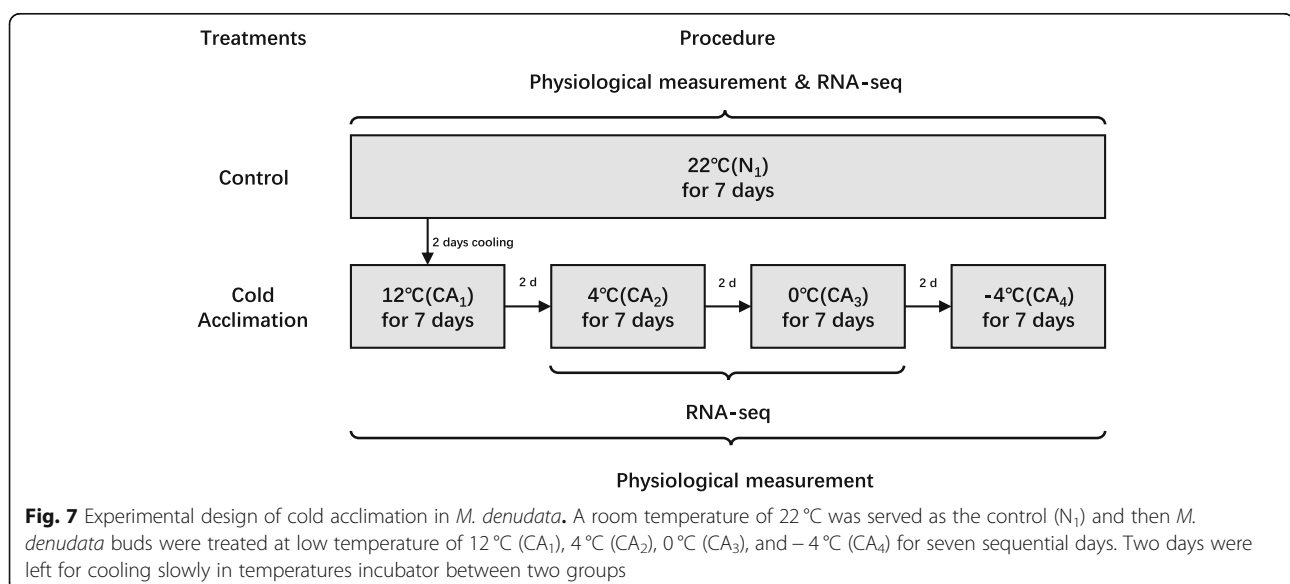 Treatments Procedure
Physiological measurement & RNA-seq
Control
22℃(N₁)
for 7 days
2 days cooling
Cold
Acclimation
12℃(CA₁)
for 7 days
2 d
4℃(CA₂)
for 7 days
2 d
0℃(CA₃)
for 7 days
2 d
-4℃(CA₄)
for 7 days
RNA-seq
Physiological measurement
Fig. 7 Experimental design of cold acclimation in M. denudata. A room temperature of 22 °C was served as the control (N₁) and then M.
denudata buds were treated at low temperature of 12 °C (CA₁), 4 °C (CA₂), 0 °C (CA₃), and − 4 °C (CA₄) for seven sequential days. Two days were
left for cooling slowly in temperatures incubator between two groups